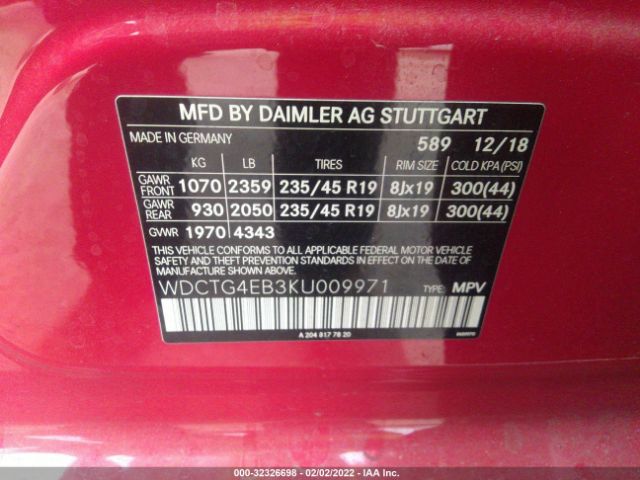 MFD BY DAIMLER AG STUTTGART
MADE IN GERMANY 589 12/18
KG LB TIRES RIM SIZE COLD KPA (PSI)
GAWR FRONT 1070 2359 235/45 R19 8Jx19 300(44)
GAWR REAR 930 2050 235/45 R19 8Jx19 300(44)
GVWR 1970 4343
THIS VEHICLE CONFORMS TO ALL APPLICABLE FEDERAL MOTOR VEHICLE
SAFETY AND THEFT PREVENTION STANDARDS IN EFFECT
ON THE DATE OF MANUFACTURE SHOWN ABOVE.
WDCTG4EB3KU009971 TYPE: MPV
A 204 817 78 20
000-32326698 - 02/02/2022 - IAA Inc.